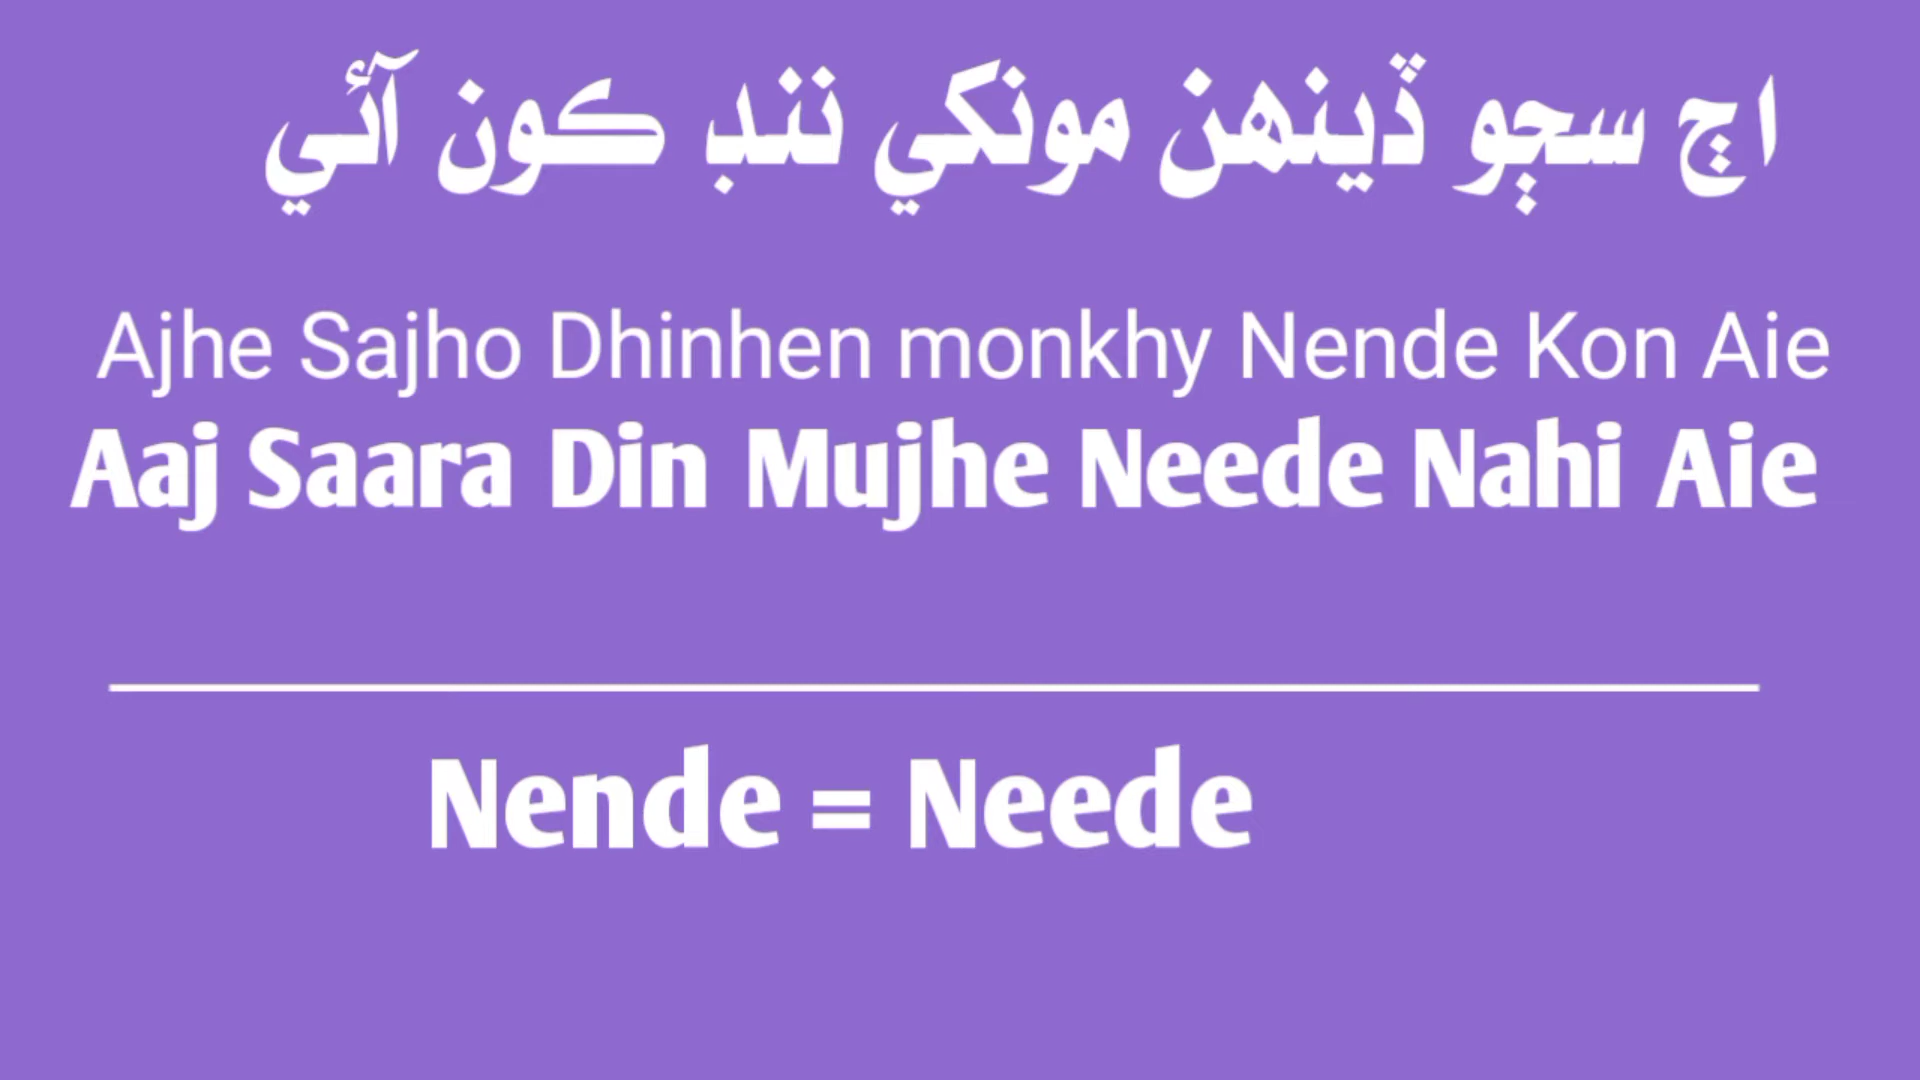 اڄ سڄو ڏينهن مونکي ننڊ ڪون آئي
Ajhe Sajho Dhinhen monkhy Nende Kon Aie
Aaj Saara Din Mujhe Neede Nahi Aie
Nende = Neede